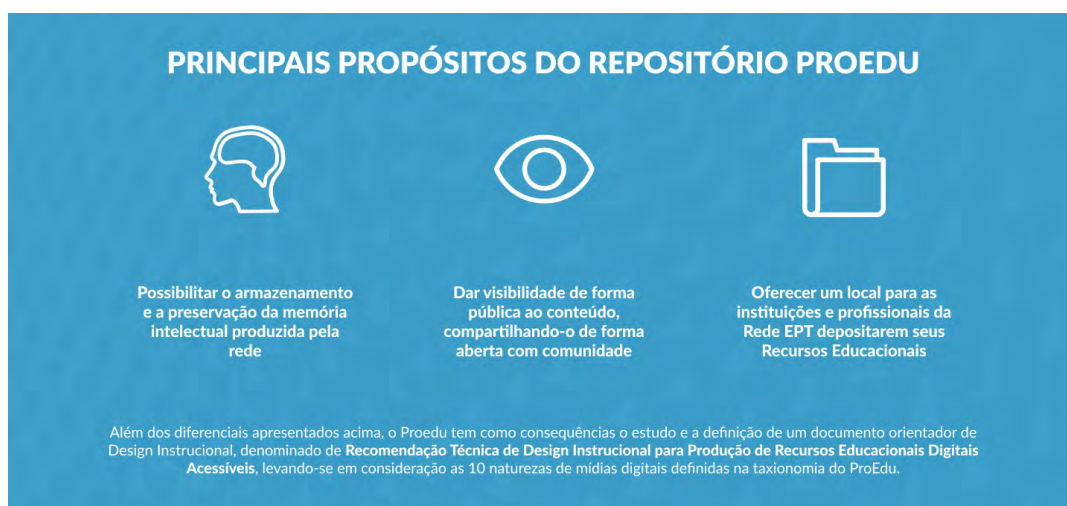 PRINCIPAIS PROPÓSITOS DO REPOSITÓRIO PROEDU
Possibilitar o armazenamento
e a preservação da memória
intelectual produzida pela
rede
Dar visibilidade de forma
pública ao conteúdo,
compartilhando-o de forma
aberta com comunidade
Oferecer um local para as
instituições e profissionais da
Rede EPT depositarem seus
Recursos Educacionais
Além dos diferenciais apresentados acima, o Proedu tem como consequências o estudo e a definição de um documento orientador de
Design Instrucional, denominado de Recomendação Técnica de Design Instrucional para Produção de Recursos Educacionais Digitais
Acessíveis, levando-se em consideração as 10 naturezas de mídias digitais definidas na taxionomia do ProEdu.